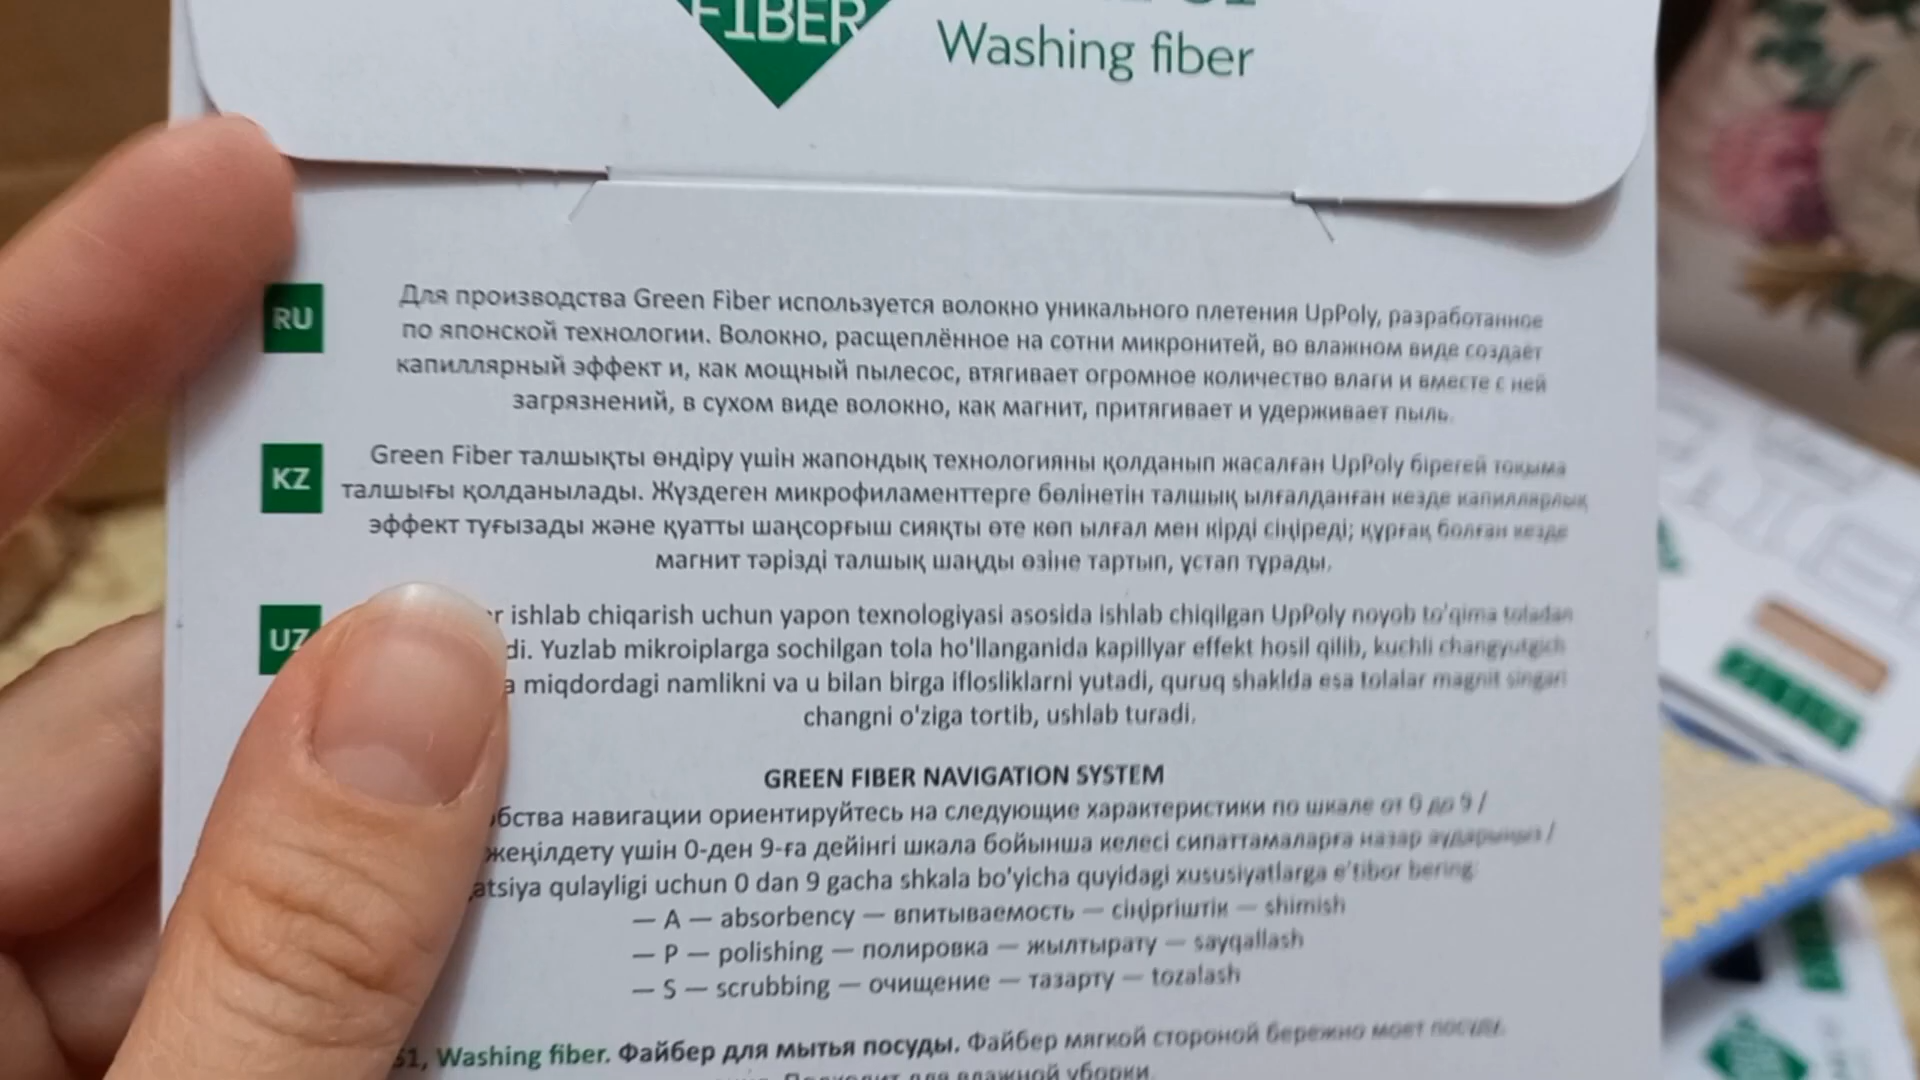 FIBER
Washing fiber
RU
Для производства Green Fiber используется волокно уникального плетения UpPoly, разработанное
по японской технологии. Волокно, расщеплённое на сотни микронитей, во влажном виде создаёт
капиллярный эффект и, как мощный пылесос, втягивает огромное количество влаги и вместе с ней
загрязнений, в сухом виде волокно, как магнит, притягивает и удерживает пыль.
KZ
Green Fiber талшықты өндіру үшін жапондық технологияны қолданып жасалған UpPoly бірегей тоқыма
талшығы қолданылады. Жүздеген микрофиламенттерге бөлінетін талшық ылғалданған кезде капиллярлық
эффект туғызады және қуатты шаңсорғыш сияқты өте көп ылғал мен кірді сіңіреді; құрғақ болған кезде
магнит тәрізді талшық шаңды өзіне тартып, ұстап тұрады.
UZ
ishlab chiqarish uchun yapon texnologiyasi asosida ishlab chiqilgan UpPoly noyob to'qima toladan
di. Yuzlab mikroiplarga sochilgan tola ho'llanganida kapillyar effekt hosil qilib, kuchli changyutgich
a miqdordagi namlikni va u bilan birga iflosliklarni yutadi, quruq shaklda esa tolalar magnit singari
changni o'ziga tortib, ushlab turadi.
GREEN FIBER NAVIGATION SYSTEM
бства навигации ориентируйтесь на следующие характеристики по шкале от 0 до 9 /
жеңілдету үшін 0-ден 9-ға дейінгі шкала бойынша келесі сипаттамаларға назар аударыңыз /
atsiya qulayligi uchun 0 dan 9 gacha shkala bo'yicha quyidagi xususiyatlarga e'tibor bering:
— A — absorbency — впитываемость — сіңіргіштік — shimish
— P — polishing — полировка — жылтырату — sayqallash
— S — scrubbing — очищение — тазарту — tozalash
S1, Washing fiber. Файбер для мытья посуды. Файбер мягкой стороной бережно моет посуду,
Подходит для влажной уборки.